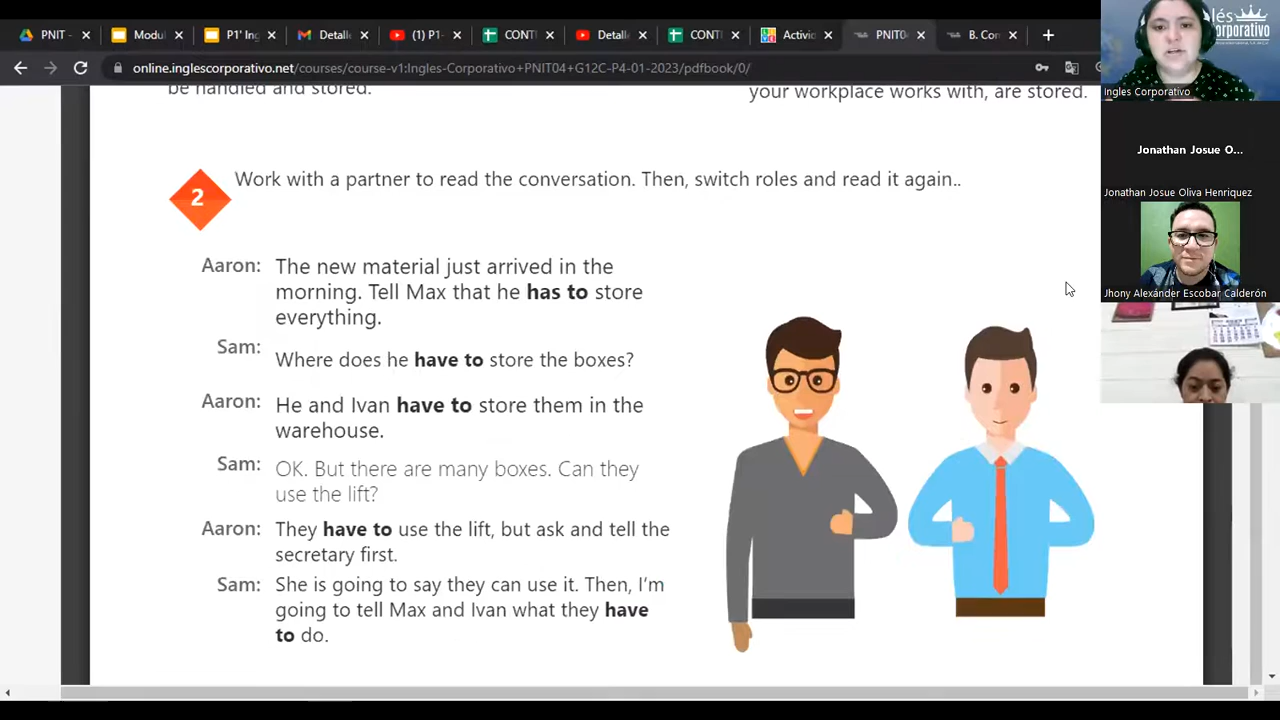 PNIT -
Modul
P1' Ing
Detalle
(1) P1-
CONT
Detalle
CONT
Activid
PNIT0
B. Con
online.inglescorporativo.net/courses/course-v1:Ingles-Corporativo+PNIT04+G12C-P4-01-2023/pdfbook/0/
be handled and stored.
your workplace works with, are stored.
2
Work with a partner to read the conversation. Then, switch roles and read it again..
Aaron: The new material just arrived in the
morning. Tell Max that he has to store
everything.
Sam: Where does he have to store the boxes?
Aaron: He and Ivan have to store them in the
warehouse.
Sam: OK. But there are many boxes. Can they
use the lift?
Aaron: They have to use the lift, but ask and tell the
secretary first.
Sam: She is going to say they can use it. Then, I'm
going to tell Max and Ivan what they have
to do.
lés
orporativo
Ingles Corporativo
Jonathan Josue O...
Jonathan Josue Oliva Henriquez
Jhony Alexánder Escobar Calderón